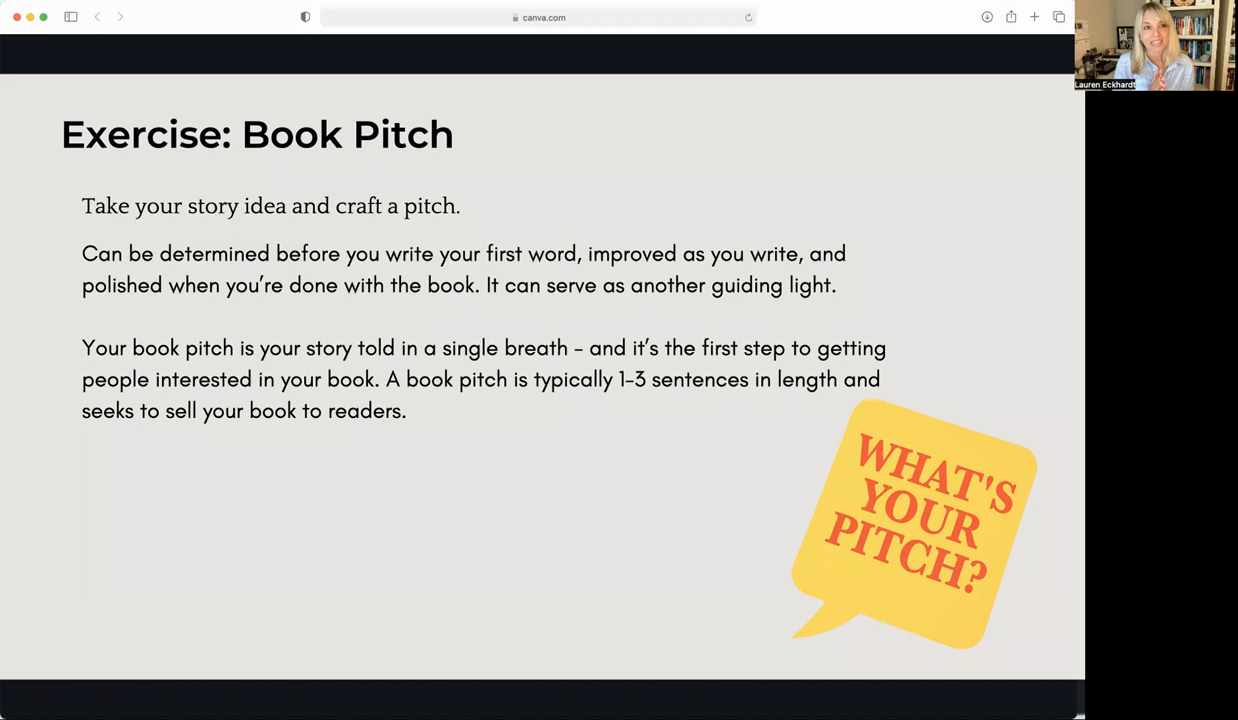 canva.com
Lauren Eckhardt
Exercise: Book Pitch
Take your story idea and craft a pitch.
Can be determined before you write your first word, improved as you write, and
polished when you're done with the book. It can serve as another guiding light.
Your book pitch is your story told in a single breath - and it's the first step to getting
people interested in your book. A book pitch is typically 1-3 sentences in length and
seeks to sell your book to readers.
WHAT'S
YOUR
PITCH?